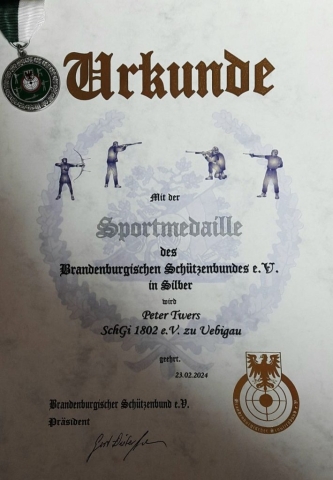 Urkunde
Mit der
Sportmedaille
des
Brandenburgischen Schützenbundes e.V.
in Silber
wird
Peter Twers
SchGi 1802 e.V. zu Uebigau
geehrt.
23.02.2024
Brandenburgischer Schützenbund e.V.
Präsident